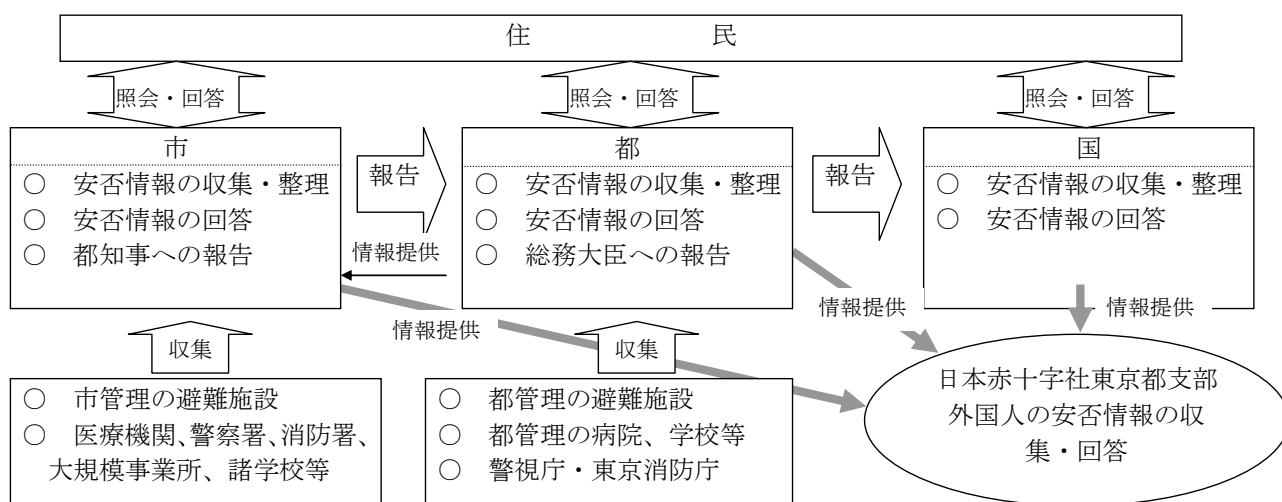 住　　民
照会・回答
照会・回答
照会・回答
市
○　安否情報の収集・整理
○　安否情報の回答
○　都知事への報告
報告
情報提供
都
○　安否情報の収集・整理
○　安否情報の回答
○　総務大臣への報告
報告
国
○　安否情報の収集・整理
○　安否情報の回答
情報提供
情報提供
情報提供
収集
収集
○　市管理の避難施設
○　医療機関、警察署、消防署、
大規模事業所、諸学校等
○　都管理の避難施設
○　都管理の病院、学校等
○　警視庁・東京消防庁
日本赤十字社東京都支部
外国人の安否情報の収
集・回答